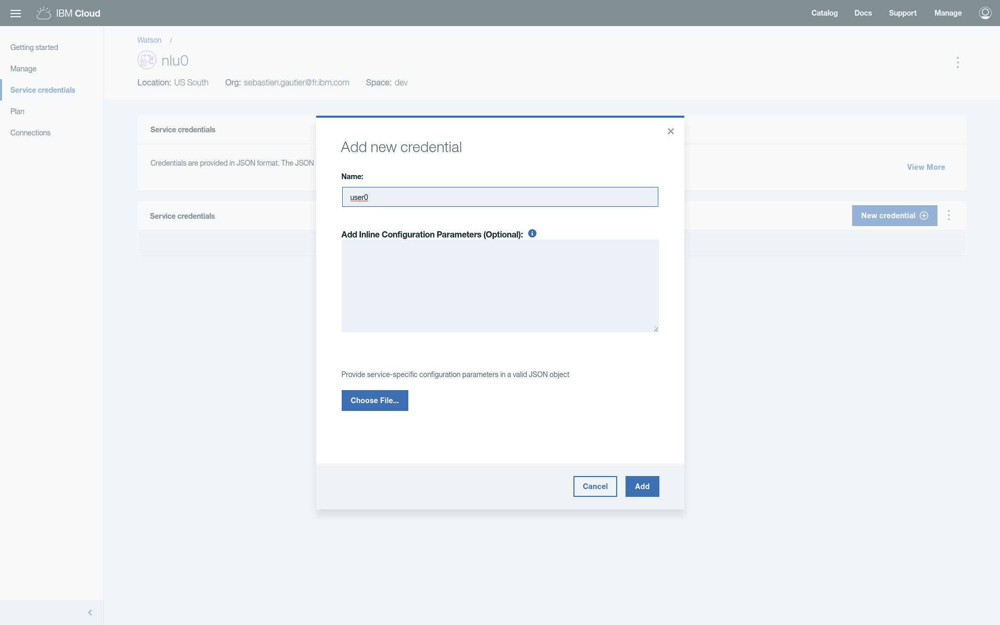 IBM Cloud
Catalog
Docs
Support
Manage
Getting started
Manage
Service credentials
Plan
Connections
Watson /
nlu0
Location: US South
Org: sebastien.gautier@fr.ibm.com
Space: dev
Service credentials
Credentials are provided in JSON format. The JSON
View More
Service credentials
New credential
Add new credential
Name:
user0
Add Inline Configuration Parameters (Optional):
Provide service-specific configuration parameters in a valid JSON object
Choose File...
Cancel
Add